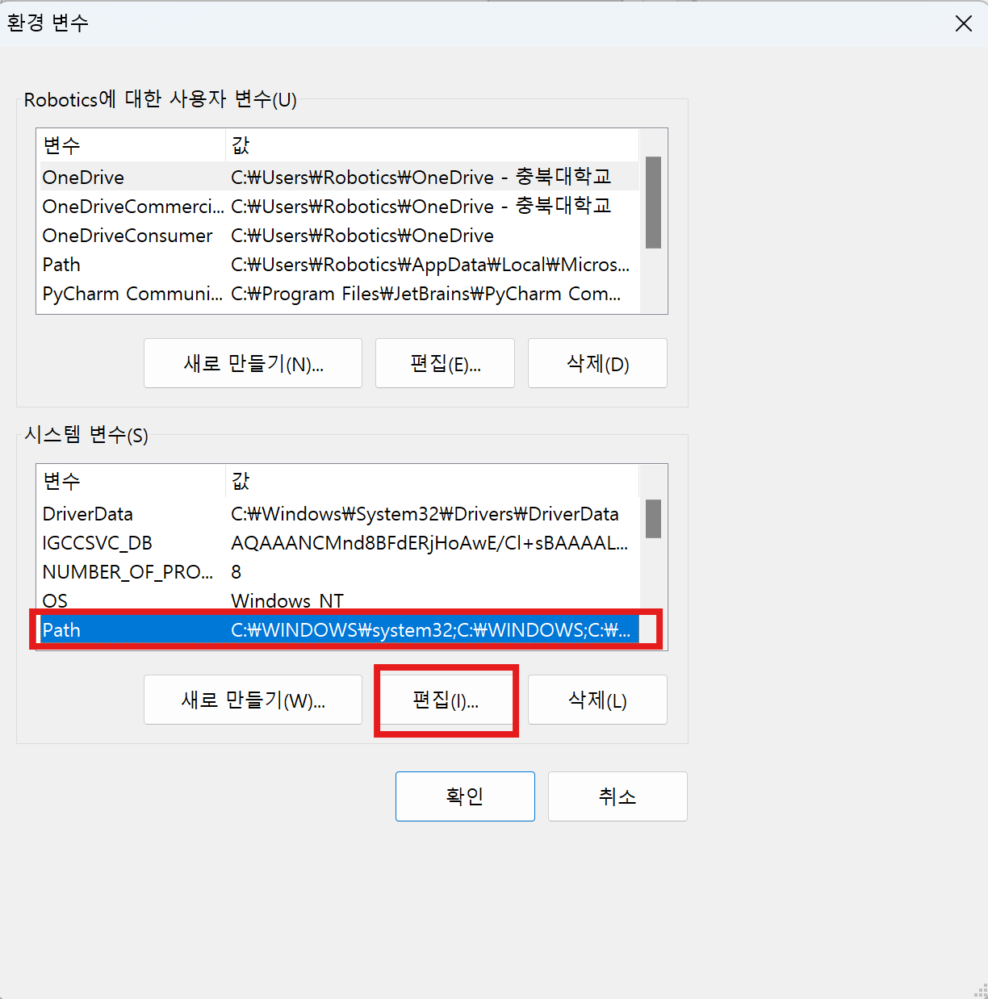 환경 변수
Robotics에 대한 사용자 변수(U)
변수 값
OneDrive C:₩Users₩Robotics₩OneDrive - 충북대학교
OneDriveCommerci... C:₩Users₩Robotics₩OneDrive - 충북대학교
OneDriveConsumer C:₩Users₩Robotics₩OneDrive
Path C:₩Users₩Robotics₩AppData₩Local₩Micros...
PyCharm Communi... C:₩Program Files₩JetBrains₩PyCharm Com...
새로 만들기(N)... 편집(E)... 삭제(D)
시스템 변수(S)
변수 값
DriverData C:₩Windows₩System32₩Drivers₩DriverData
IGCCSVC_DB AQAAANCMnd8BFdERjHoAwE/Cl+sBAAAAL...
NUMBER_OF_PRO... 8
OS Windows_NT
Path C:₩WINDOWS₩system32;C:₩WINDOWS;C:₩...
새로 만들기(W)... 편집(I)... 삭제(L)
확인 취소